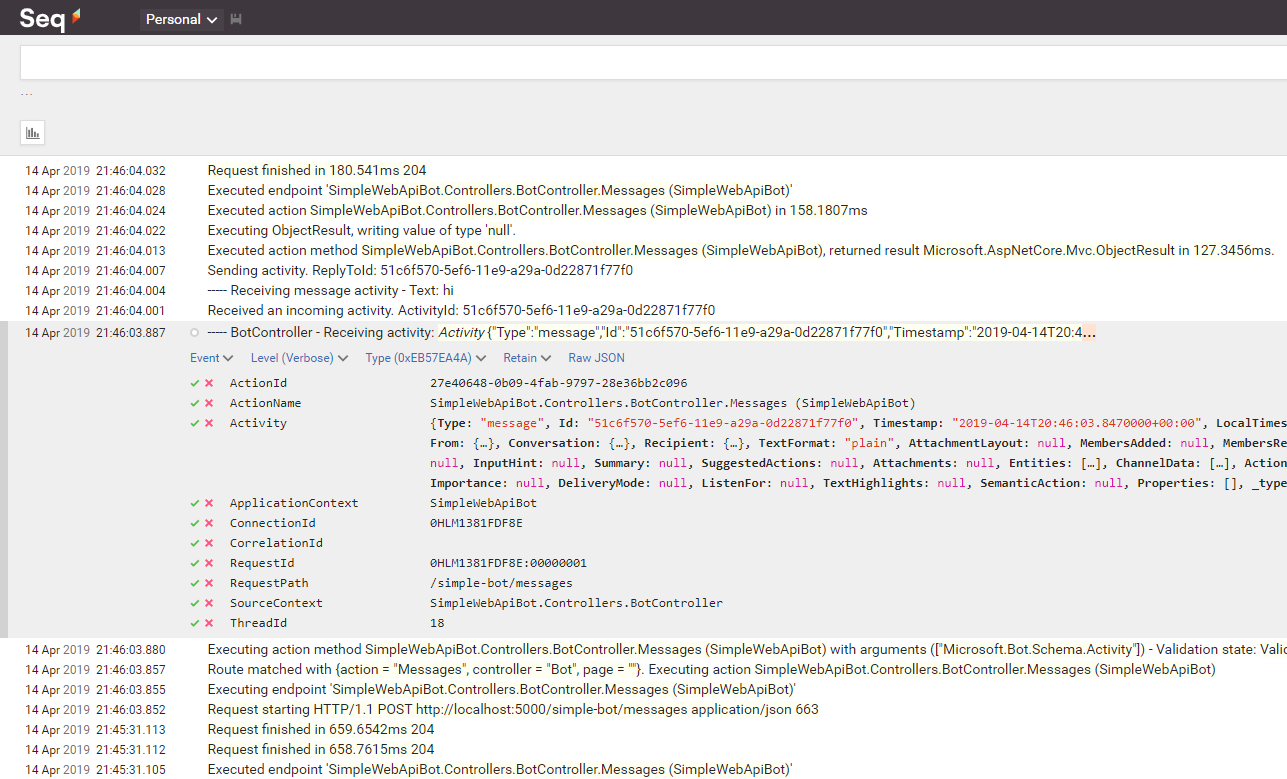 Seq Personal
...
14 Apr 2019 21:46:04.032 Request finished in 180.541ms 204
14 Apr 2019 21:46:04.028 Executed endpoint 'SimpleWebApiBot.Controllers.BotController.Messages (SimpleWebApiBot)'
14 Apr 2019 21:46:04.024 Executed action SimpleWebApiBot.Controllers.BotController.Messages (SimpleWebApiBot) in 158.1807ms
14 Apr 2019 21:46:04.022 Executing ObjectResult, writing value of type 'null'.
14 Apr 2019 21:46:04.013 Executed action method SimpleWebApiBot.Controllers.BotController.Messages (SimpleWebApiBot), returned result Microsoft.AspNetCore.Mvc.ObjectResult in 127.3456ms.
14 Apr 2019 21:46:04.007 Sending activity. ReplyToId: 51c6f570-5ef6-11e9-a29a-0d22871f77f0
14 Apr 2019 21:46:04.004 ----- Receiving message activity - Text: hi
14 Apr 2019 21:46:04.001 Received an incoming activity. ActivityId: 51c6f570-5ef6-11e9-a29a-0d22871f77f0
14 Apr 2019 21:46:03.887 ----- BotController - Receiving activity: Activity {"Type":"message","Id":"51c6f570-5ef6-11e9-a29a-0d22871f77f0","Timestamp":"2019-04-14T20:4...
Event Level (Verbose) Type (0xEB57EA4A) Retain Raw JSON
ActionId 27e40648-0b09-4fab-9797-28e36bb2c096
ActionName SimpleWebApiBot.Controllers.BotController.Messages (SimpleWebApiBot)
Activity {Type: "message", Id: "51c6f570-5ef6-11e9-a29a-0d22871f77f0", Timestamp: "2019-04-14T20:46:03.8470000+00:00", LocalTimes
From: {…}, Conversation: {…}, Recipient: {…}, TextFormat: "plain", AttachmentLayout: null, MembersAdded: null, MembersRe
null, InputHint: null, Summary: null, SuggestedActions: null, Attachments: null, Entities: […], ChannelData: […], Action
Importance: null, DeliveryMode: null, ListenFor: null, TextHighlights: null, SemanticAction: null, Properties: [], _type
ApplicationContext SimpleWebApiBot
ConnectionId 0HLM1381FDF8E
CorrelationId
RequestId 0HLM1381FDF8E:00000001
RequestPath /simple-bot/messages
SourceContext SimpleWebApiBot.Controllers.BotController
ThreadId 18
14 Apr 2019 21:46:03.880 Executing action method SimpleWebApiBot.Controllers.BotController.Messages (SimpleWebApiBot) with arguments (["Microsoft.Bot.Schema.Activity"]) - Validation state: Valid
14 Apr 2019 21:46:03.857 Route matched with {action = "Messages", controller = "Bot", page = ""}. Executing action SimpleWebApiBot.Controllers.BotController.Messages (SimpleWebApiBot)
14 Apr 2019 21:46:03.855 Executing endpoint 'SimpleWebApiBot.Controllers.BotController.Messages (SimpleWebApiBot)'
14 Apr 2019 21:46:03.852 Request starting HTTP/1.1 POST http://localhost:5000/simple-bot/messages application/json 663
14 Apr 2019 21:45:31.113 Request finished in 659.6542ms 204
14 Apr 2019 21:45:31.112 Request finished in 658.7615ms 204
14 Apr 2019 21:45:31.105 Executed endpoint 'SimpleWebApiBot.Controllers.BotController.Messages (SimpleWebApiBot)'